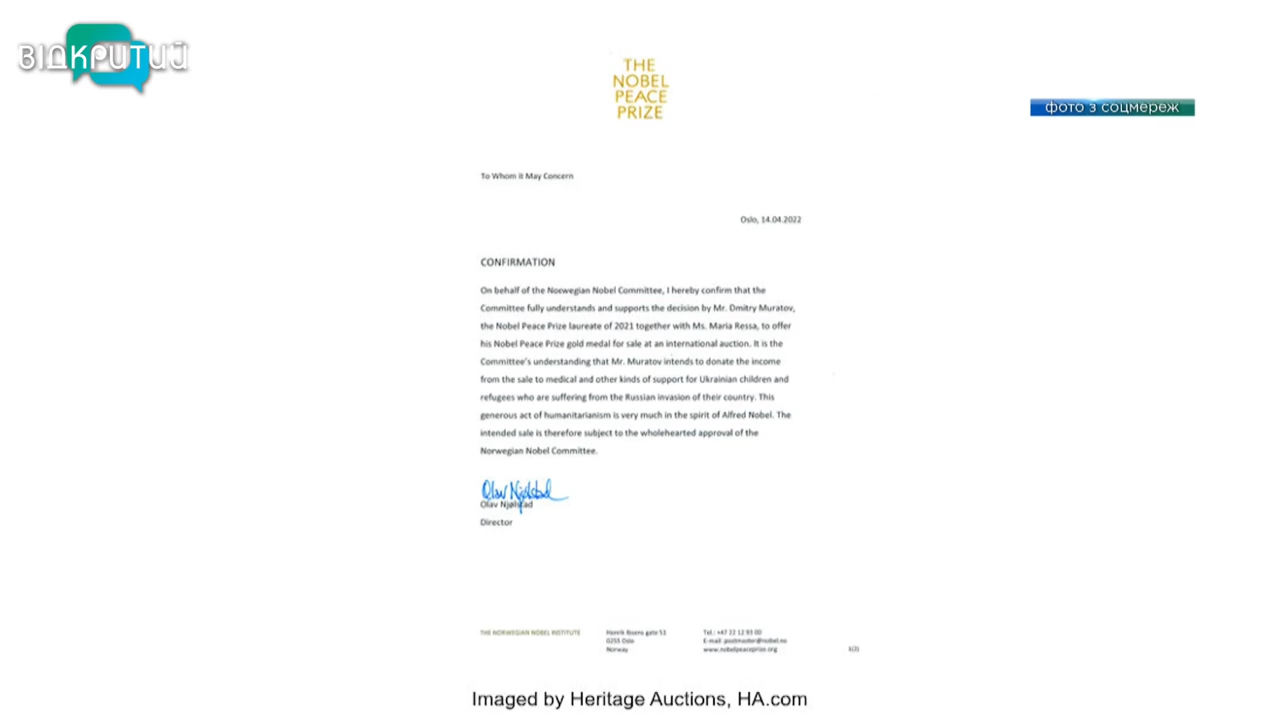 ВІДКРИТИЙ
фото з соцмереж
THE
NOBEL
PEACE
PRIZE
To Whom it May Concern
Oslo, 14.04.2022
CONFIRMATION
On behalf of the Norwegian Nobel Committee, I hereby confirm that the
Committee fully understands and supports the decision by Mr. Dmitry Muratov,
the Nobel Peace Prize laureate of 2021 together with Ms. Maria Ressa, to offer
his Nobel Peace Prize gold medal for sale at an international auction. It is the
Committee's understanding that Mr. Muratov intends to donate the income
from the sale to medical and other kinds of support for Ukrainian children and
refugees who are suffering from the Russian invasion of their country. This
generous act of humanitarianism is very much in the spirit of Alfred Nobel. The
intended sale is therefore subject to the wholehearted approval of the
Norwegian Nobel Committee.
Olav Njølstad
Olav Njølstad
Director
THE NORWEGIAN NOBEL INSTITUTE
Henrik Ibsens gate 51
0255 Oslo
Norway
Tel.: +47 22 12 93 00
E-mail: postmaster@nobel.no
www.nobelpeaceprize.org
1(2)
Imaged by Heritage Auctions, HA.com